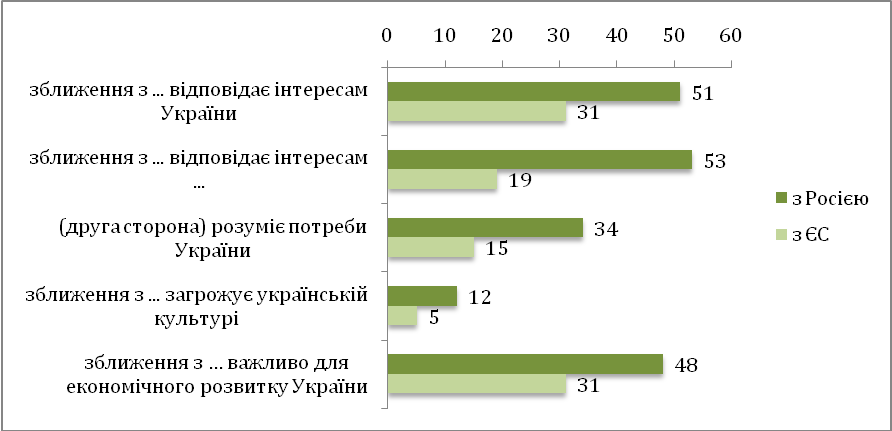 0 10 20 30 40 50 60
зближення з ... відповідає інтересам
України
51
31
зближення з ... відповідає інтересам
...
53
19
(друга сторона) розуміє потреби
України
34
15
зближення з ... загрожує українській
культурі
12
5
зближення з ... важливо для
економічного розвитку України
48
31
з Росією
з ЄС